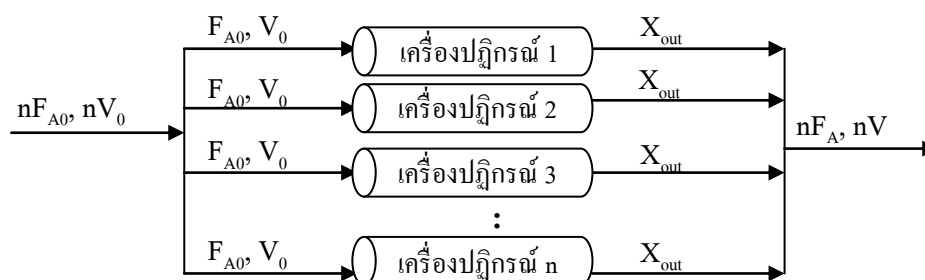 F_A0, V_0 เครื่องปฏิกรณ์ 1 X_out
F_A0, V_0 เครื่องปฏิกรณ์ 2 X_out
nF_A0, nV_0
F_A0, V_0 เครื่องปฏิกรณ์ 3 X_out
nF_A, nV
:
F_A0, V_0 เครื่องปฏิกรณ์ n X_out